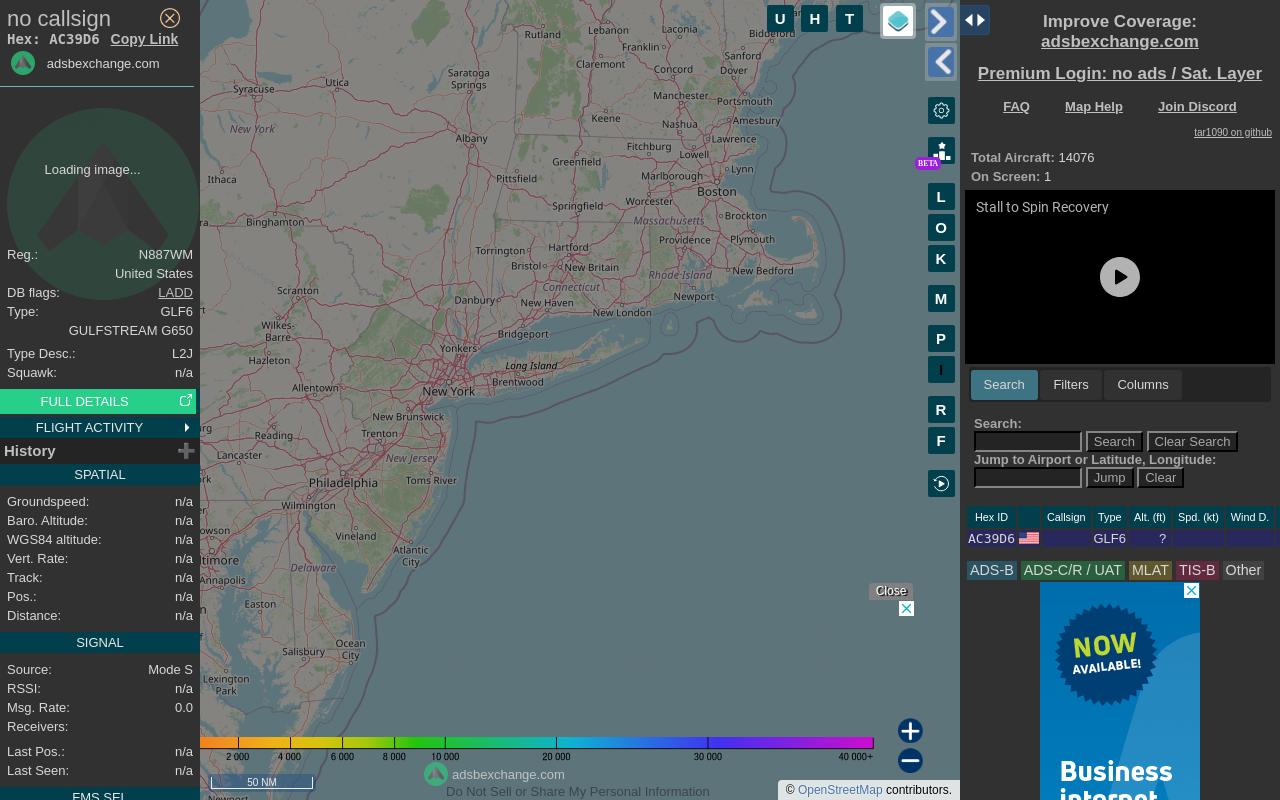 no callsign
Hex: AC39D6 Copy Link
adsbexchange.com
Loading image...
Reg.: N887WM
United States
DB flags: LADD
Type: GLF6
GULFSTREAM G650
Type Desc.: L2J
Squawk: n/a
FULL DETAILS
FLIGHT ACTIVITY
History
SPATIAL
Groundspeed: n/a
Baro. Altitude: n/a
WGS84 altitude: n/a
Vert. Rate: n/a
Track: n/a
Pos.: n/a
Distance: n/a
SIGNAL
Source: Mode S
RSSI: n/a
Msg. Rate: 0.0
Receivers:
Last Pos.: n/a
Last Seen: n/a
FMS SEL
U H T
Rutland
Lebanon
Laconia
Biddeford
Franklin
Claremont
Sanford
Concord
Dover
Saratoga
Springs
Utica
Syracuse
Manchester
Portsmouth
Keene
Amesbury
Nashua
New York
Albany
Lawrence
Fitchburg
Lowell
Greenfield
Ithaca
Pittsfield
Marlborough
Lynn
Boston
Worcester
Springfield
Binghamton
Massachusetts
Brockton
Torrington
Hartford
Providence
Plymouth
Bristol
New Britain
Rhode Island
New Bedford
Connecticut
Scranton
Danbury
New Haven
Newport
New London
Wilkes-
Barre
Bridgeport
Hazleton
Yonkers
Long Island
Brentwood
Allentown
New York
New Brunswick
Reading
Trenton
Lancaster
New Jersey
Philadelphia
Toms River
Wilmington
Vineland
Atlantic
City
Annapolis
Delaware
Easton
Ocean
City
Salisbury
Lexington
Park
BETA
L
O
K
M
P
I
R
F
Close
2 000 4 000 6 000 8 000 10 000 20 000 30 000 40 000+
50 NM
adsbexchange.com
Do Not Sell or Share My Personal Information
© OpenStreetMap contributors.
Improve Coverage:
adsbexchange.com
Premium Login: no ads / Sat. Layer
FAQ Map Help Join Discord
tar1090 on github
Total Aircraft: 14076
On Screen: 1
Stall to Spin Recovery
Search Filters Columns
Search:
Search Clear Search
Jump to Airport or Latitude, Longitude:
Jump Clear
Hex ID Callsign Type Alt. (ft) Spd. (kt) Wind D.
AC39D6 GLF6 ?
ADS-B ADS-C/R / UAT MLAT TIS-B Other
NOW
AVAILABLE!
Business
internet